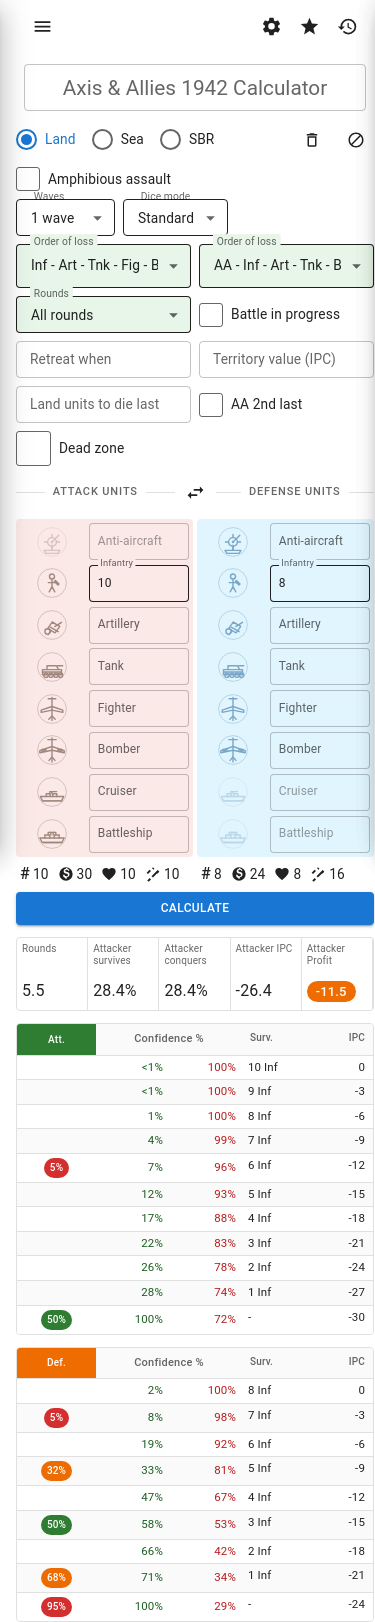 Axis & Allies 1942 Calculator
Land Sea SBR
Amphibious assault
Waves Dice mode
1 wave Standard
Order of loss Order of loss
Inf - Art - Tnk - Fig - B AA - Inf - Art - Tnk - B
Rounds
All rounds Battle in progress
Retreat when Territory value (IPC)
Land units to die last AA 2nd last
Dead zone
ATTACK UNITS DEFENSE UNITS
Anti-aircraft Anti-aircraft
Infantry Infantry
10 8
Artillery Artillery
Tank Tank
Fighter Fighter
Bomber Bomber
Cruiser Cruiser
Battleship Battleship
# 10 30 10 10 # 8 24 8 16
CALCULATE
Rounds Attacker survives Attacker conquers Attacker IPC Attacker Profit
5.5 28.4% 28.4% -26.4 -11.5
Att. Confidence % Surv. IPC
<1% 100% 10 Inf 0
<1% 100% 9 Inf -3
1% 100% 8 Inf -6
4% 99% 7 Inf -9
5% 7% 96% 6 Inf -12
12% 93% 5 Inf -15
17% 88% 4 Inf -18
22% 83% 3 Inf -21
26% 78% 2 Inf -24
28% 74% 1 Inf -27
50% 100% 72% - -30
Def. Confidence % Surv. IPC
2% 100% 8 Inf 0
5% 8% 98% 7 Inf -3
19% 92% 6 Inf -6
32% 33% 81% 5 Inf -9
47% 67% 4 Inf -12
50% 58% 53% 3 Inf -15
66% 42% 2 Inf -18
68% 71% 34% 1 Inf -21
95% 100% 29% - -24